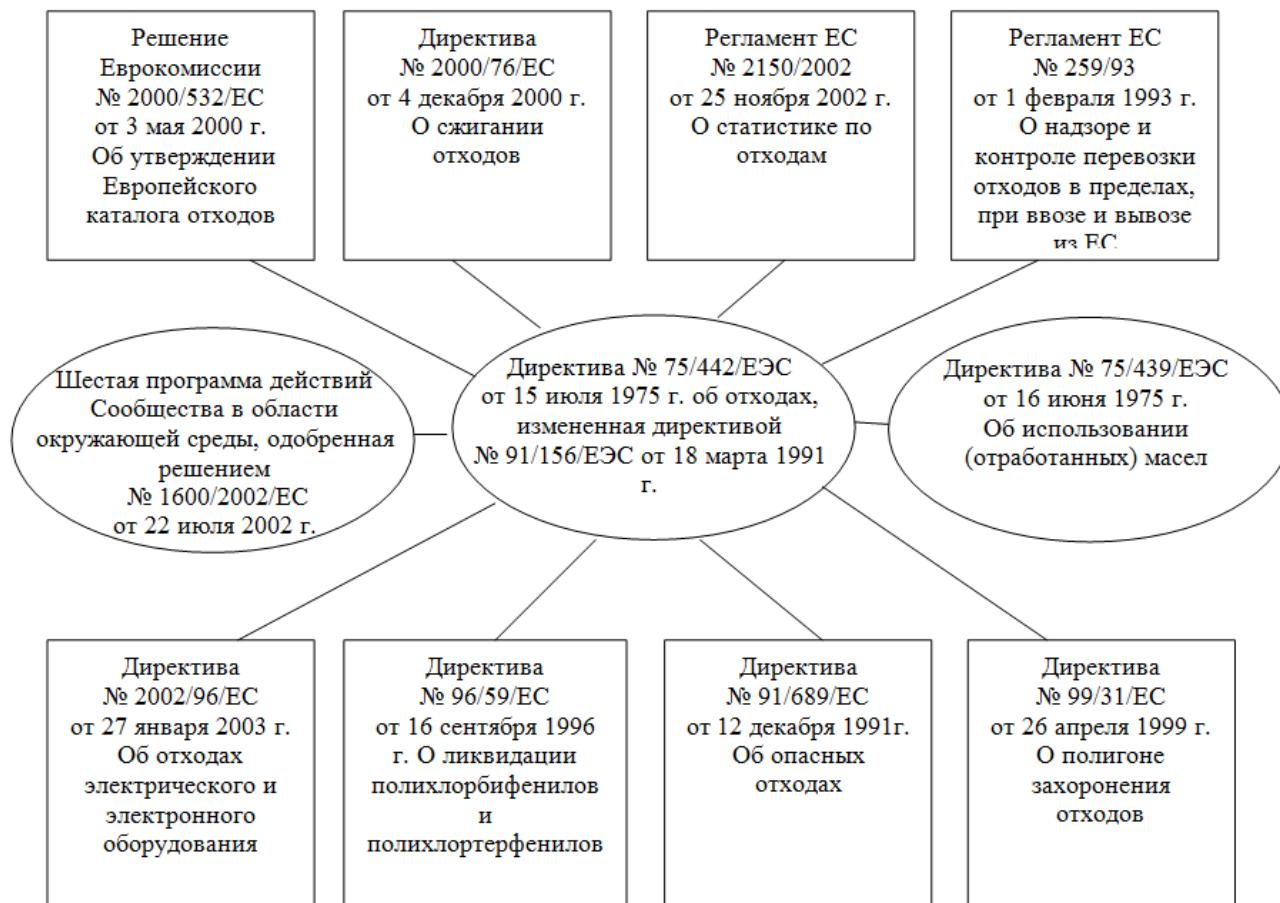 Решение
Еврокомиссии
№ 2000/532/ЕС
от 3 мая 2000 г.
Об утверждении
Европейского
каталога отходов
Директива
№ 2000/76/ЕС
от 4 декабря 2000 г.
О сжигании
отходов
Регламент ЕС
№ 2150/2002
от 25 ноября 2002 г.
О статистике по
отходам
Регламент ЕС
№ 259/93
от 1 февраля 1993 г.
О надзоре и
контроле перевозки
отходов в пределах,
при ввозе и вывозе
из ЕС
Шестая программа действий
Сообщества в области
окружающей среды, одобренная
решением
№ 1600/2002/ЕС
от 22 июля 2002 г.
Директива № 75/442/ЕЭС
от 15 июля 1975 г. об отходах,
измененная директивой
№ 91/156/ЕЭС от 18 марта 1991
г.
Директива № 75/439/ЕЭС
от 16 июня 1975 г.
Об использовании
(отработанных) масел
Директива
№ 2002/96/ЕС
от 27 января 2003 г.
Об отходах
электрического и
электронного
оборудования
Директива
№ 96/59/ЕС
от 16 сентября 1996
г. О ликвидации
полихлорбифенилов
и
полихлортерфенилов
Директива
№ 91/689/ЕС
от 12 декабря 1991г.
Об опасных
отходах
Директива
№ 99/31/ЕС
от 26 апреля 1999 г.
О полигоне
захоронения
отходов